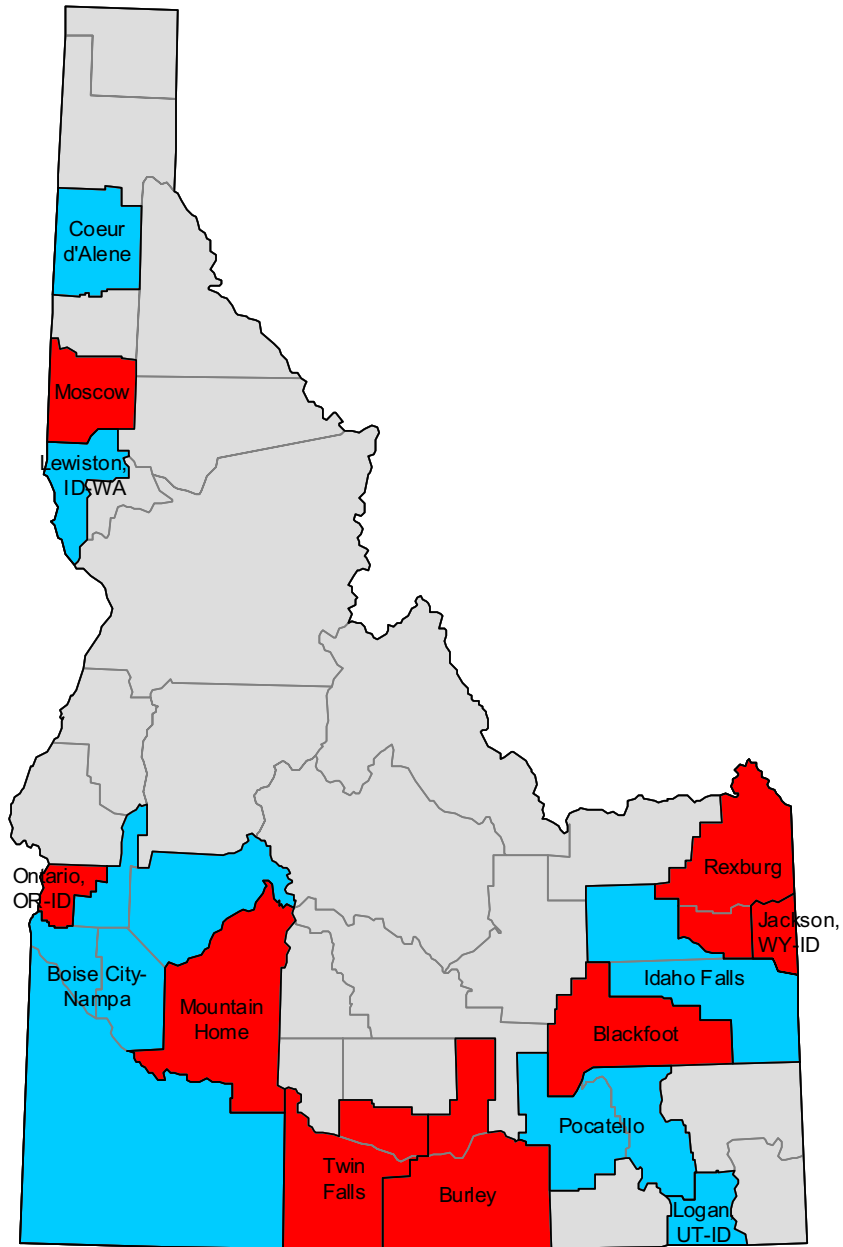 Coeur
d'Alene
Moscow
Lewiston,
ID-WA
Ontario,
OR-ID
Rexburg
Jackson,
WY-ID
Boise City-
Nampa
Idaho Falls
Mountain
Home
Blackfoot
Pocatello
Twin
Falls
Burley
Logan,
UT-ID